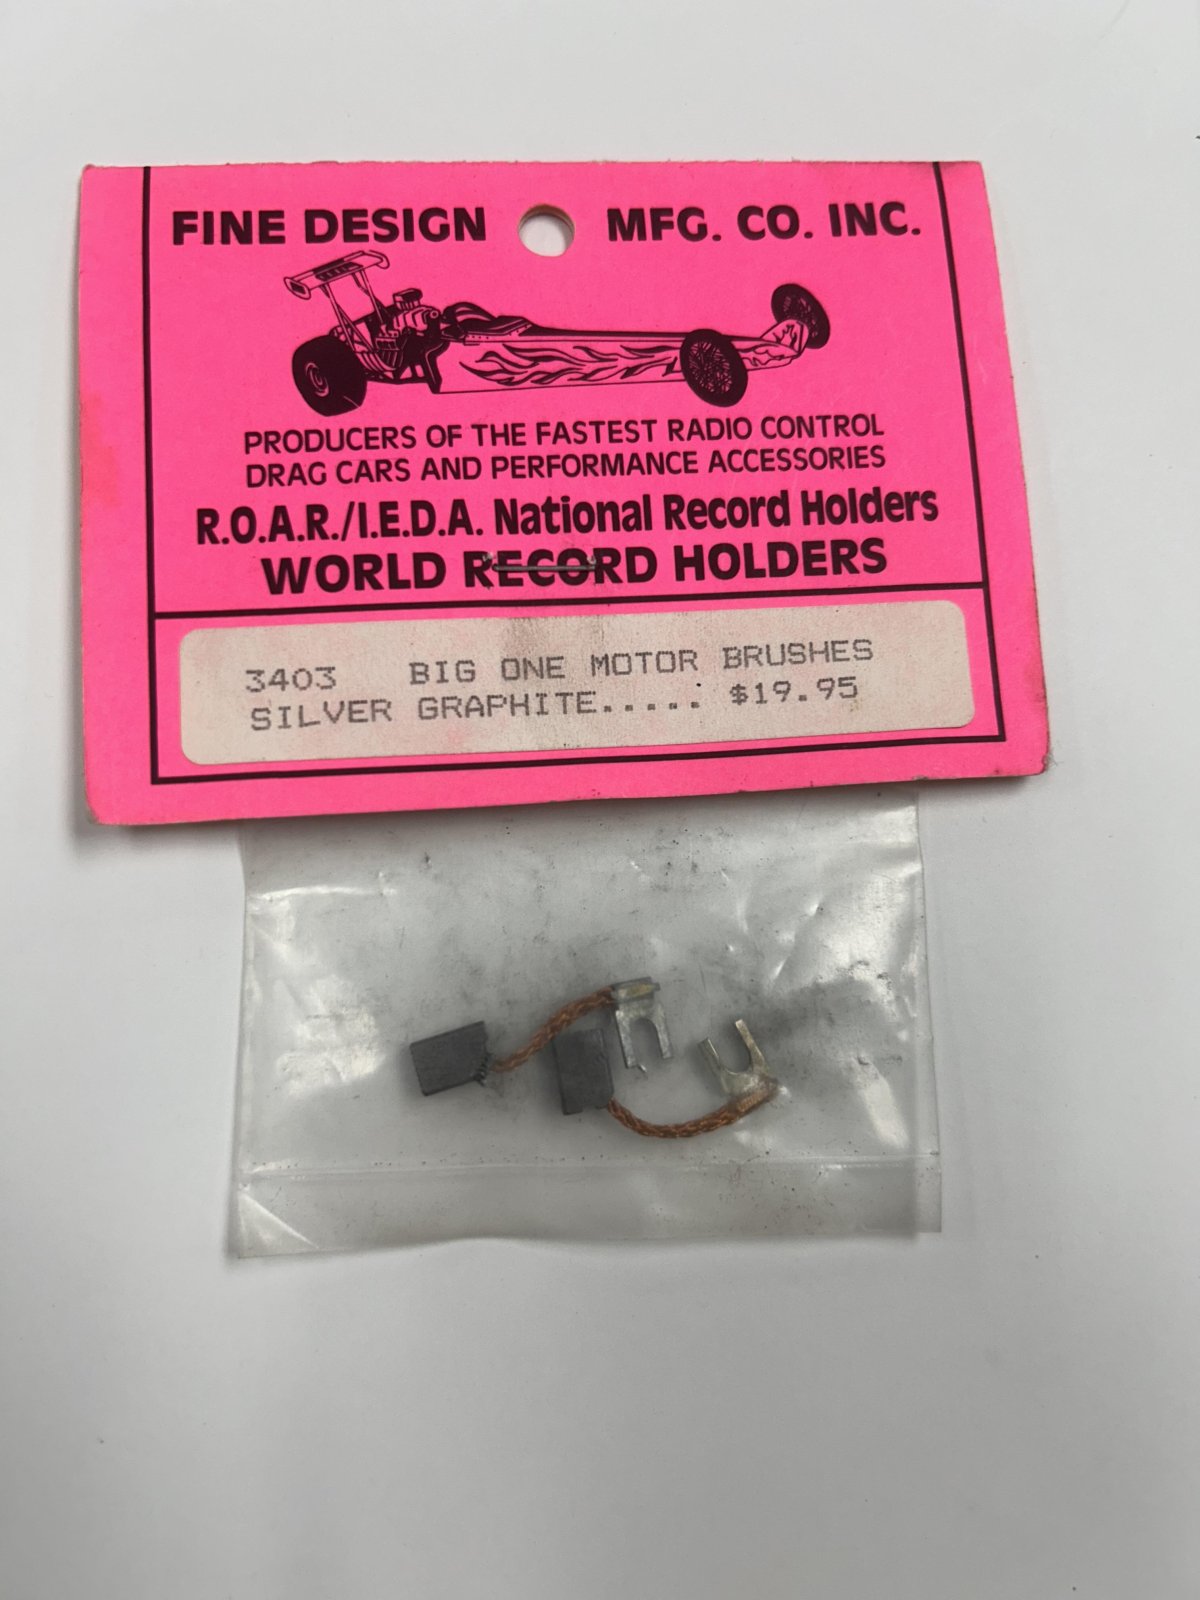 FINE DESIGN MFG. CO. INC.
PRODUCERS OF THE FASTEST RADIO CONTROL
DRAG CARS AND PERFORMANCE ACCESSORIES
R.O.A.R./I.E.D.A. National Record Holders
WORLD RECORD HOLDERS
3403 BIG ONE MOTOR BRUSHES
SILVER GRAPHITE..... $19.95